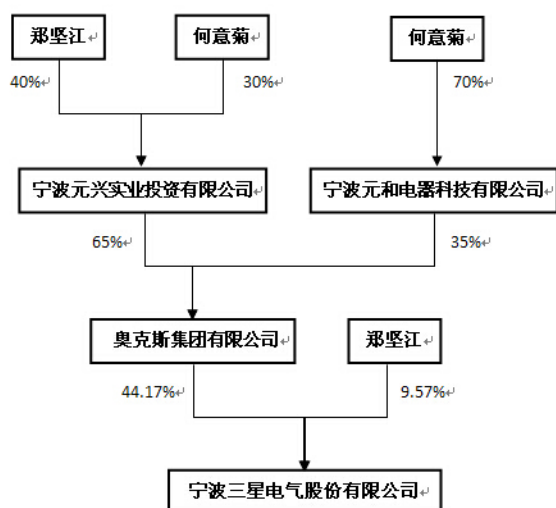 郑坚江 何意菊 何意菊
40% 30% 70%
宁波元兴实业投资有限公司 宁波元和电器科技有限公司
65% 35%
奥克斯集团有限公司 郑坚江
44.17% 9.57%
宁波三星电气股份有限公司